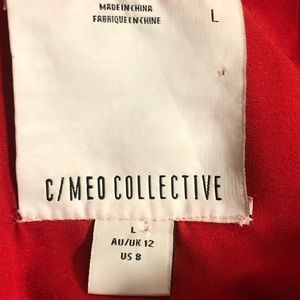 MADE IN CHINA
FABRIQUE EN CHINE
L
C/MEO COLLECTIVE
L
AU/UK 12
US 8